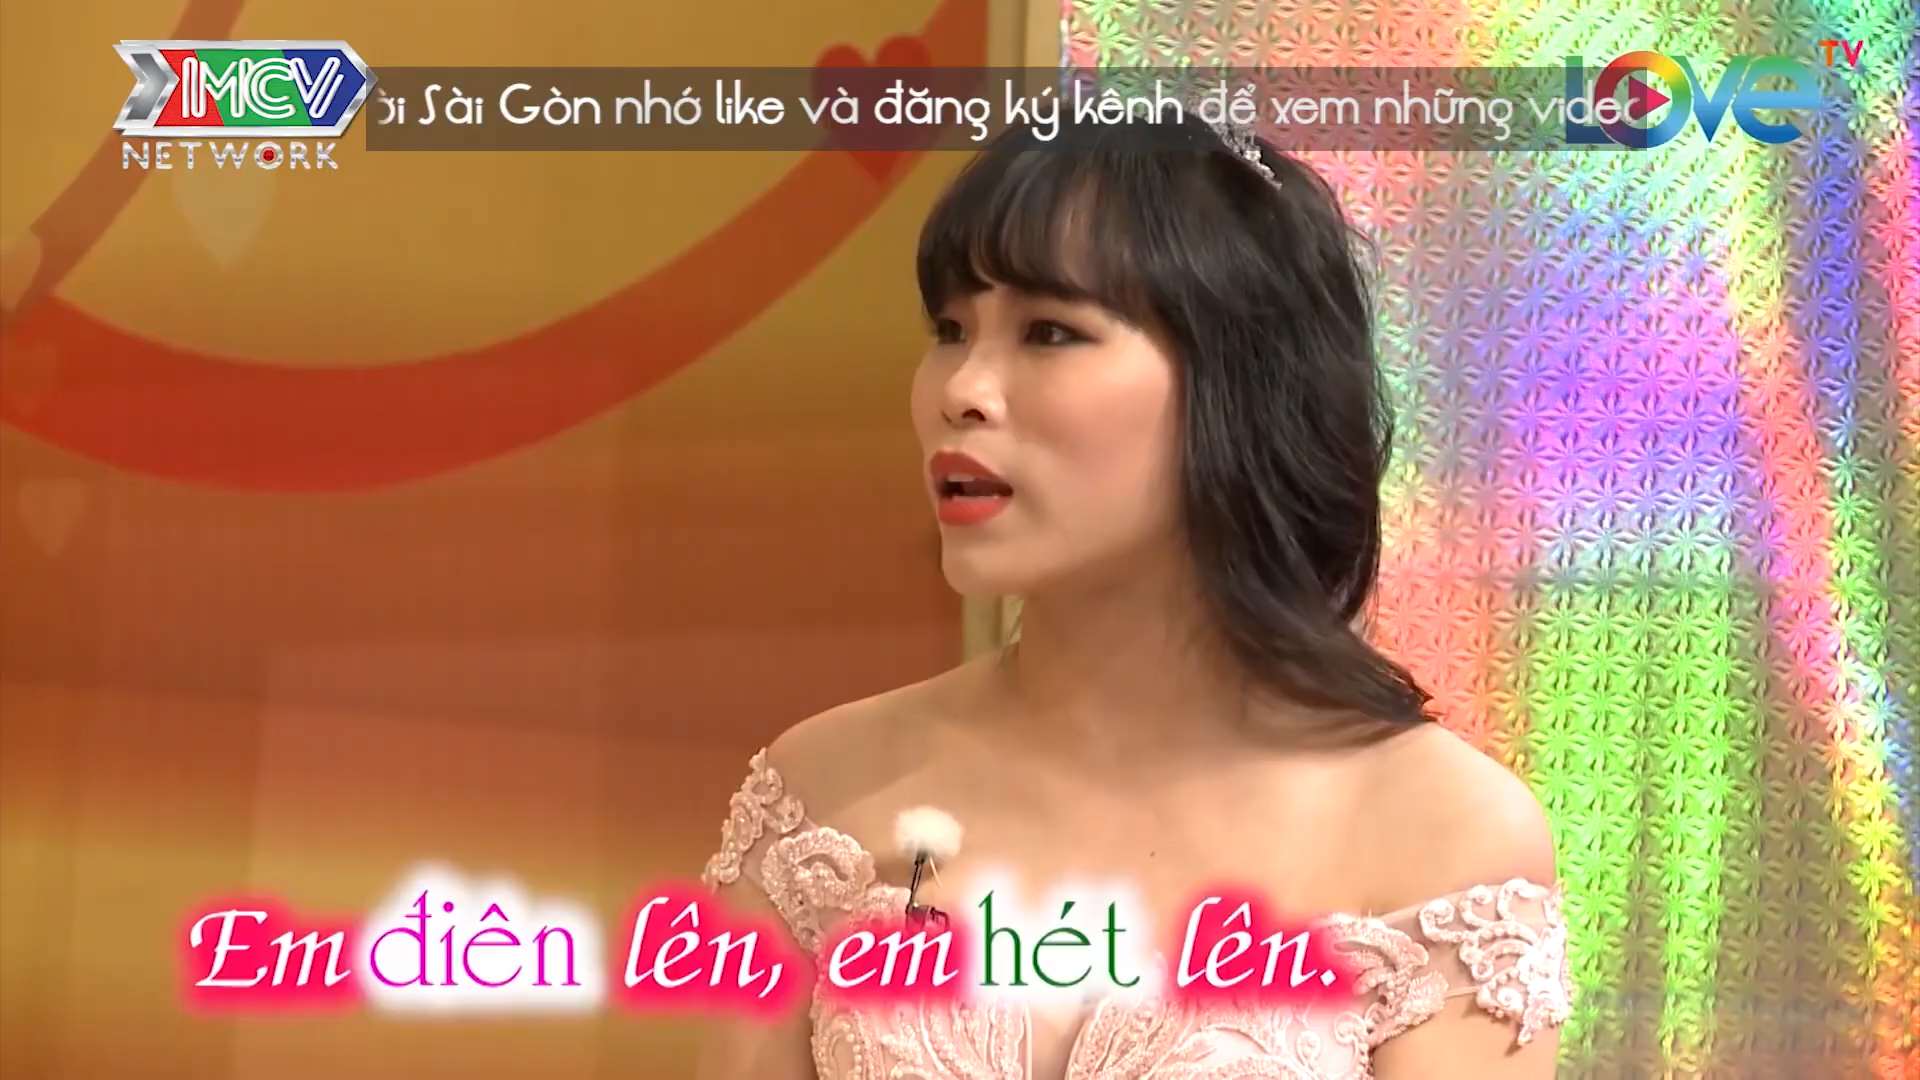 MCV
NETWORK
ời Sài Gòn nhớ like và đăng ký kênh để xem những video
LOVE TV
Em điên lên, em hét lên.